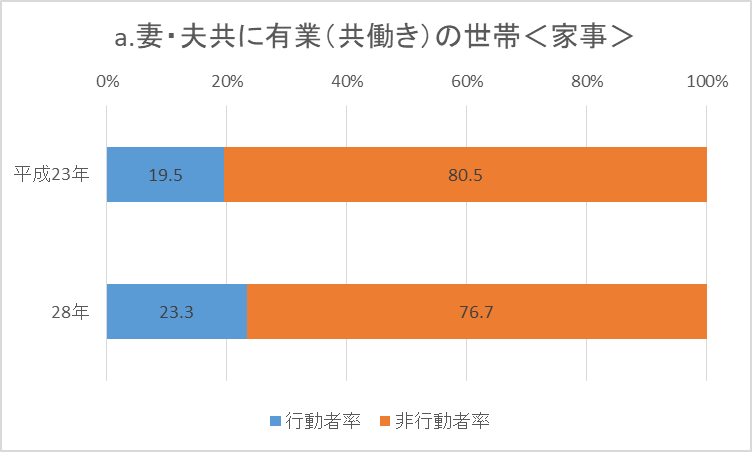 a.妻・夫共に有業（共働き）の世帯＜家事＞
0% 20% 40% 60% 80% 100%
平成23年 19.5 80.5
28年 23.3 76.7
行動者率 非行動者率